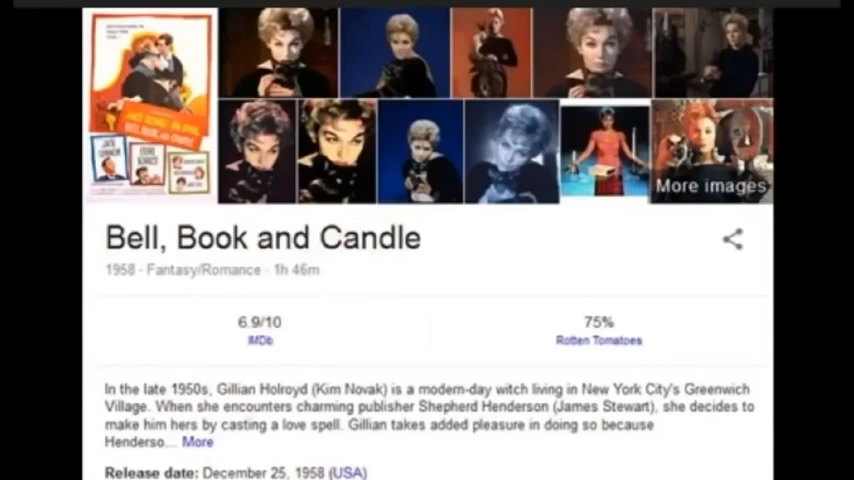 More images
Bell, Book and Candle
1958 · Fantasy/Romance · 1h 46m
6.9/10
75%
IMDb
Rotten Tomatoes
In the late 1950s, Gillian Holroyd (Kim Novak) is a modern-day witch living in New York City's Greenwich
Village. When she encounters charming publisher Shepherd Henderson (James Stewart), she decides to
make him hers by casting a love spell. Gillian takes added pleasure in doing so because
Henderso... More
Release date: December 25, 1958 (USA)